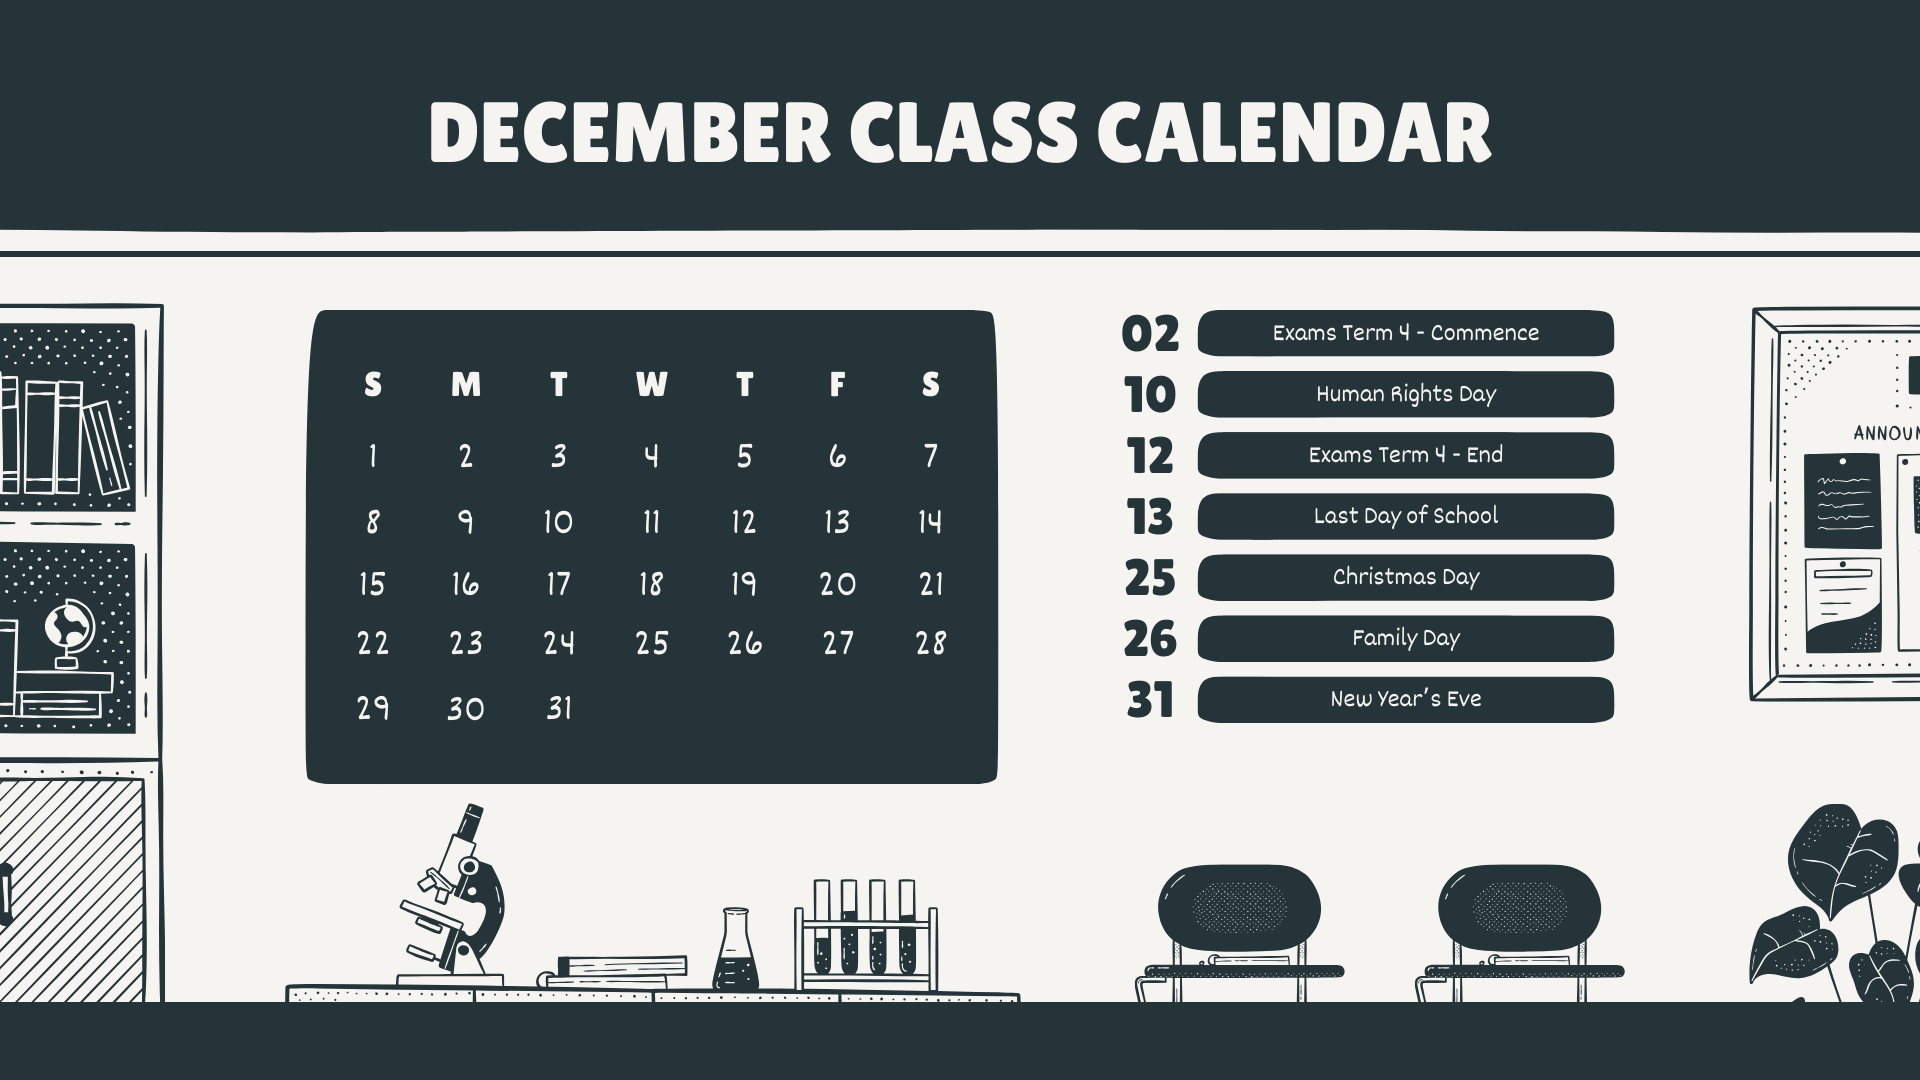 DECEMBER CLASS CALENDAR
S M T W T F S
1 2 3 4 5 6 7
8 9 10 11 12 13 14
15 16 17 18 19 20 21
22 23 24 25 26 27 28
29 30 31
02 Exams Term 4 - Commence
10 Human Rights Day
12 Exams Term 4 - End
13 Last Day of School
25 Christmas Day
26 Family Day
31 New Year's Eve